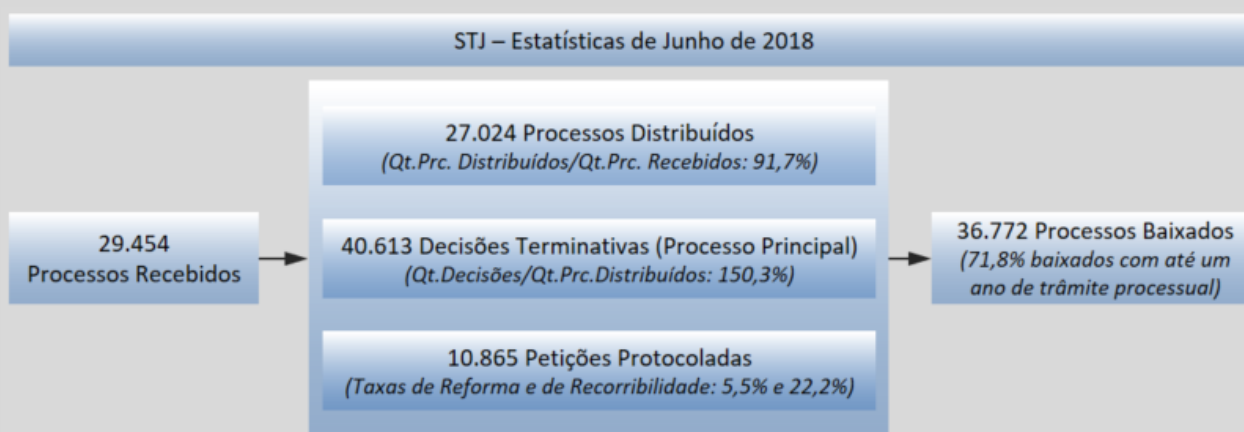 STJ – Estatísticas de Junho de 2018
29.454
Processos Recebidos
27.024 Processos Distribuídos
(Qt.Prc. Distribuídos/Qt.Prc. Recebidos: 91,7%)
40.613 Decisões Terminativas (Processo Principal)
(Qt.Decisões/Qt.Prc.Distribuídos: 150,3%)
10.865 Petições Protocoladas
(Taxas de Reforma e de Recorribilidade: 5,5% e 22,2%)
36.772 Processos Baixados
(71,8% baixados com até um
ano de trâmite processual)